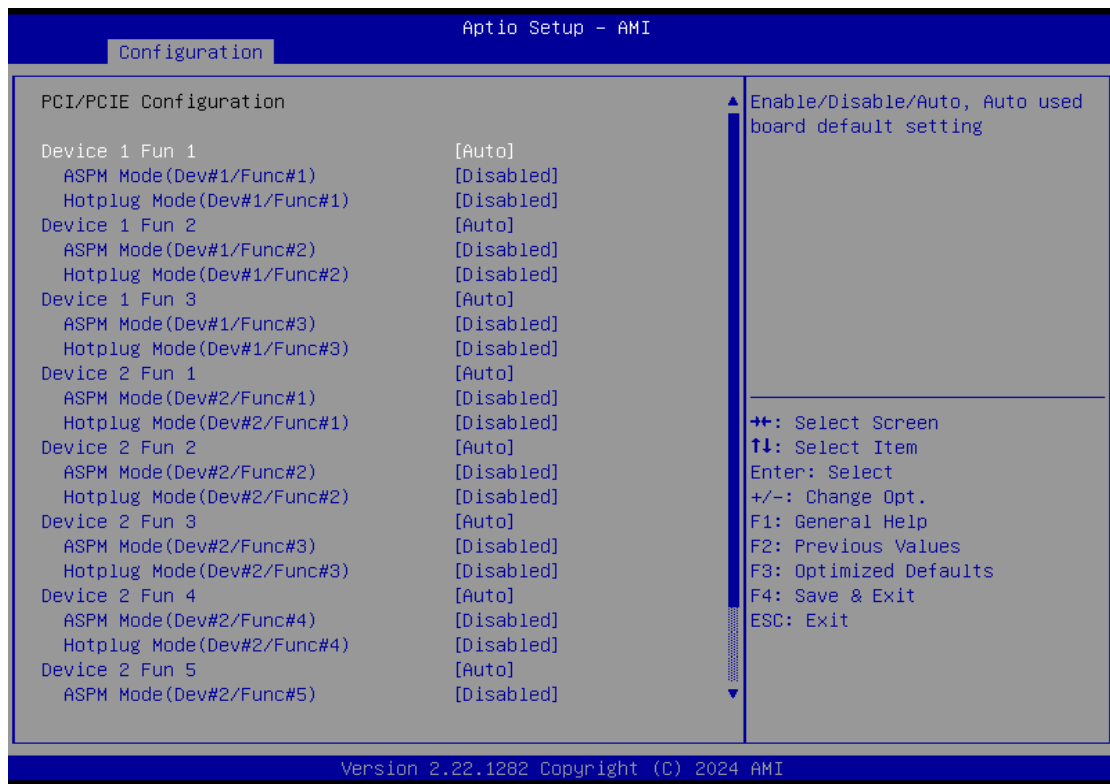 Aptio Setup – AMI
Configuration
PCI/PCIE Configuration
Device 1 Fun 1 [Auto]
ASPM Mode(Dev#1/Func#1) [Disabled]
Hotplug Mode(Dev#1/Func#1) [Disabled]
Device 1 Fun 2 [Auto]
ASPM Mode(Dev#1/Func#2) [Disabled]
Hotplug Mode(Dev#1/Func#2) [Disabled]
Device 1 Fun 3 [Auto]
ASPM Mode(Dev#1/Func#3) [Disabled]
Hotplug Mode(Dev#1/Func#3) [Disabled]
Device 2 Fun 1 [Auto]
ASPM Mode(Dev#2/Func#1) [Disabled]
Hotplug Mode(Dev#2/Func#1) [Disabled]
Device 2 Fun 2 [Auto]
ASPM Mode(Dev#2/Func#2) [Disabled]
Hotplug Mode(Dev#2/Func#2) [Disabled]
Device 2 Fun 3 [Auto]
ASPM Mode(Dev#2/Func#3) [Disabled]
Hotplug Mode(Dev#2/Func#3) [Disabled]
Device 2 Fun 4 [Auto]
ASPM Mode(Dev#2/Func#4) [Disabled]
Hotplug Mode(Dev#2/Func#4) [Disabled]
Device 2 Fun 5 [Auto]
ASPM Mode(Dev#2/Func#5) [Disabled]
Enable/Disable/Auto, Auto used
board default setting
→←: Select Screen
↑↓: Select Item
Enter: Select
+/-: Change Opt.
F1: General Help
F2: Previous Values
F3: Optimized Defaults
F4: Save & Exit
ESC: Exit
Version 2.22.1282 Copyright (C) 2024 AMI